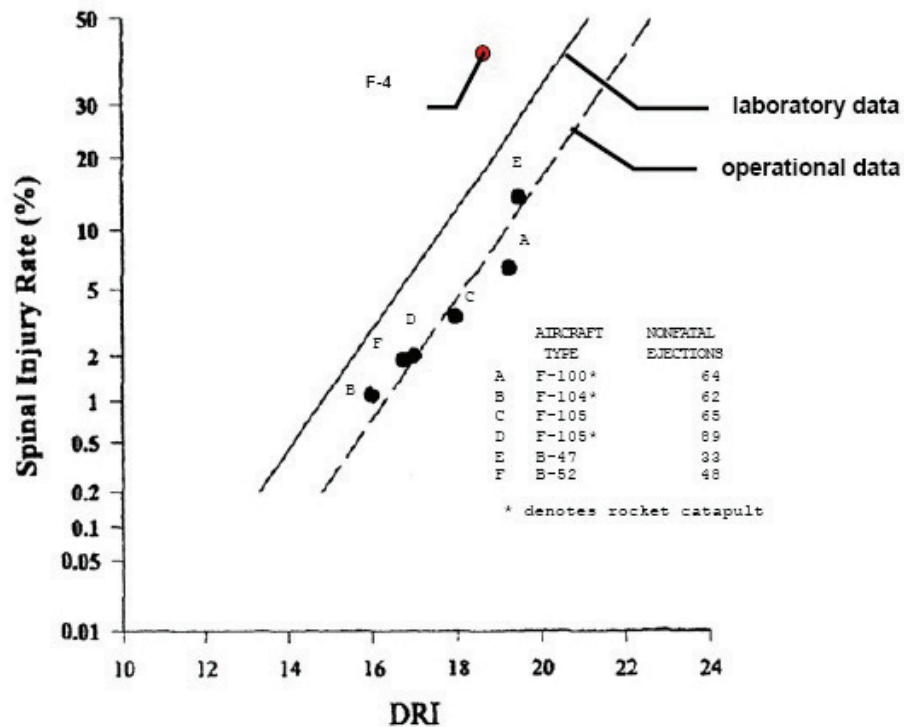 50
30
20
10
5
2
1
0.5
0.2
0.1
0.05
0.01
Spinal Injury Rate (%)
F-4
laboratory data
operational data
E
A
C
D
F
B
AIRCRAFT NONFATAL
TYPE EJECTIONS
A F-100* 64
B F-104* 62
C F-105 65
D F-105* 89
E B-47 33
F B-52 48
* denotes rocket catapult
10 12 14 16 18 20 22 24
DRI